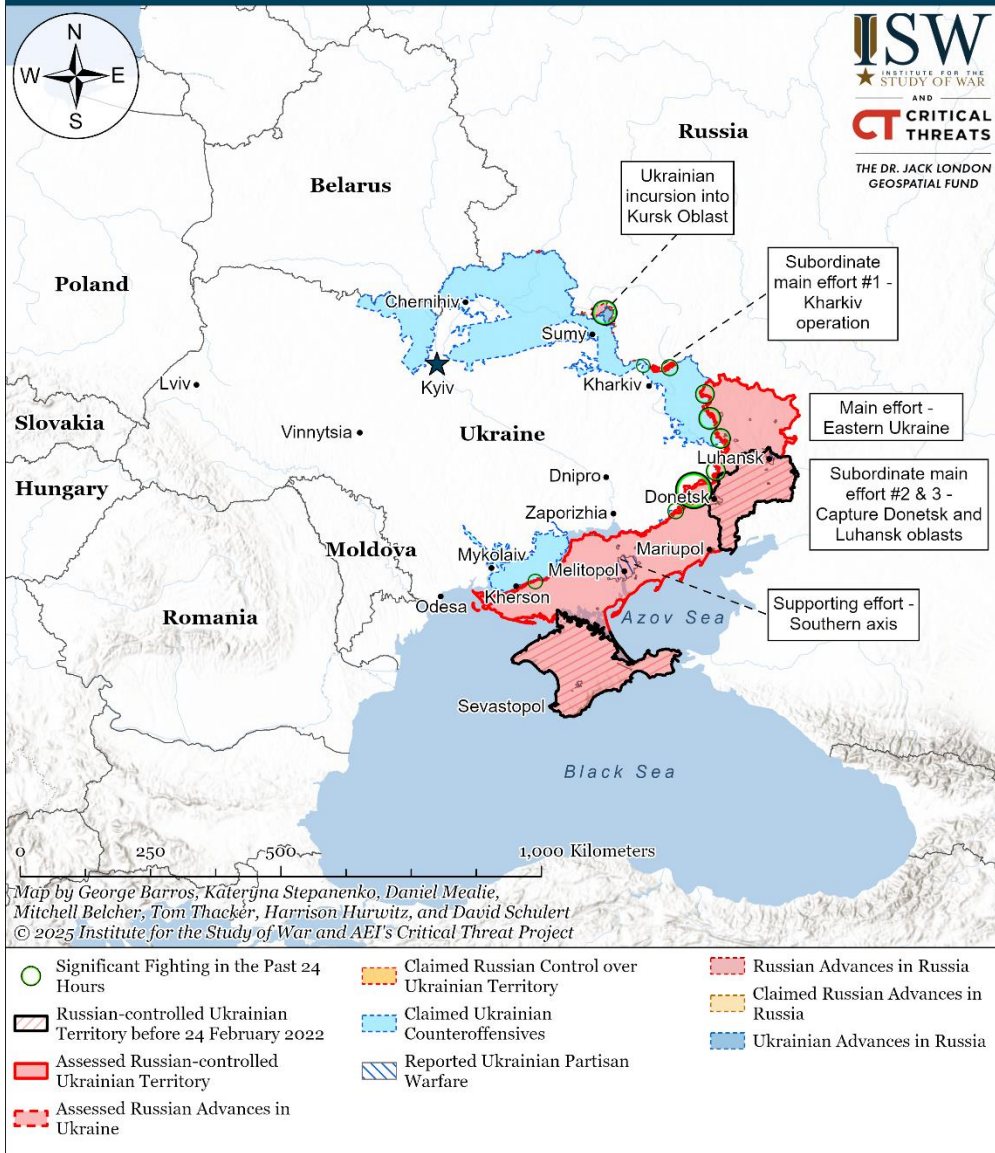 N
W
E
S
ISW
INSTITUTE FOR THE
STUDY OF WAR
AND
CT CRITICAL
THREATS
THE DR. JACK LONDON
GEOSPATIAL FUND
Russia
Ukrainian
incursion into
Kursk Oblast
Belarus
Subordinate
main effort #1 -
Kharkiv
operation
Poland
Chernihiv
Sumy
Kyiv
Kharkiv
Lviv
Slovakia
Vinnytsia
Ukraine
Main effort -
Eastern Ukraine
Luhansk
Hungary
Dnipro
Donetsk
Subordinate main
effort #2 & 3 -
Capture Donetsk and
Luhansk oblasts
Zaporizhia
Moldova
Mykolaiv
Mariupol
Melitopol
Kherson
Odesa
Romania
Azov Sea
Supporting effort -
Southern axis
Sevastopol
Black Sea
0 250 500 1,000 Kilometers
Map by George Barros, Kateryna Stepanenko, Daniel Mealie,
Mitchell Belcher, Tom Thacker, Harrison Hurwitz, and David Schulert
© 2025 Institute for the Study of War and AEI's Critical Threat Project
Significant Fighting in the Past 24
Hours
Russian-controlled Ukrainian
Territory before 24 February 2022
Assessed Russian-controlled
Ukrainian Territory
Assessed Russian Advances in
Ukraine
Claimed Russian Control over
Ukrainian Territory
Claimed Ukrainian
Counteroffensives
Reported Ukrainian Partisan
Warfare
Russian Advances in Russia
Claimed Russian Advances in
Russia
Ukrainian Advances in Russia